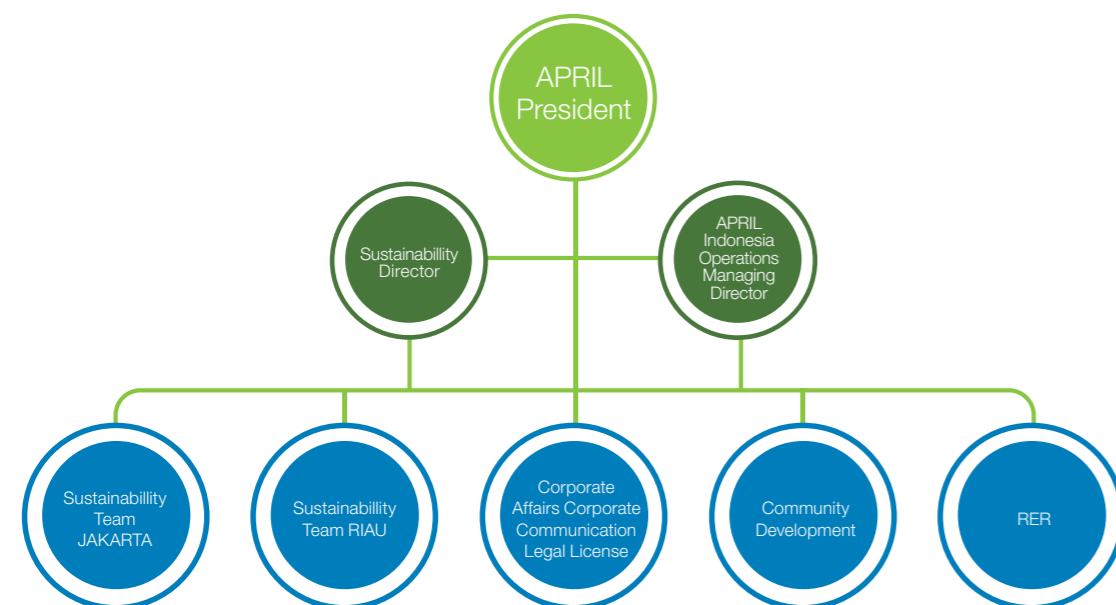 APRIL
President
Sustainabillity
Director
APRIL
Indonesia
Operations
Managing
Director
Sustainabillity
Team
JAKARTA
Sustainabillity
Team RIAU
Corporate
Affairs Corporate
Communication
Legal License
Community
Development
RER